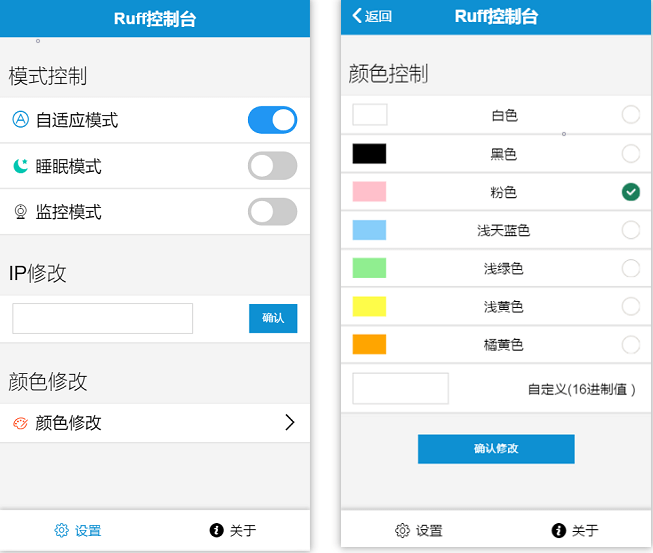 Ruff控制台
模式控制
自适应模式
睡眠模式
监控模式
IP修改
确认
颜色修改
颜色修改
设置
关于
返回
Ruff控制台
颜色控制
白色
黑色
粉色
浅天蓝色
浅绿色
浅黄色
橘黄色
自定义(16进制值）
确认修改
设置
关于